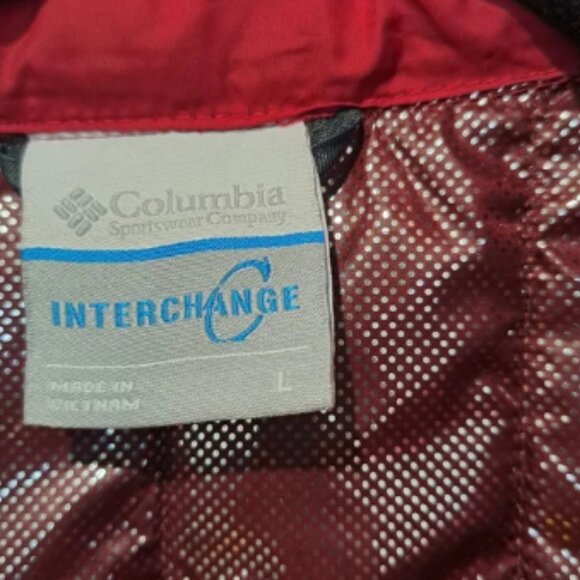 Columbia
Sportswear Company
INTERCHANGE
L
MADE IN
VIETNAM